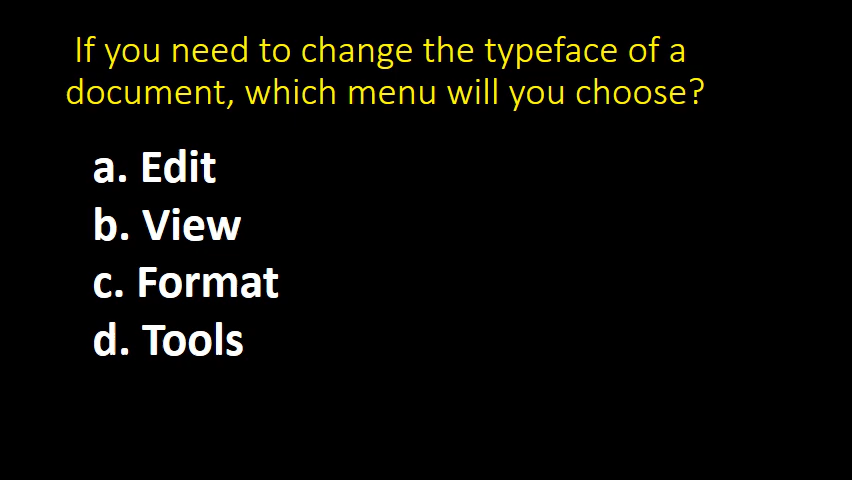 If you need to change the typeface of a
document, which menu will you choose?
a. Edit
b. View
c. Format
d. Tools